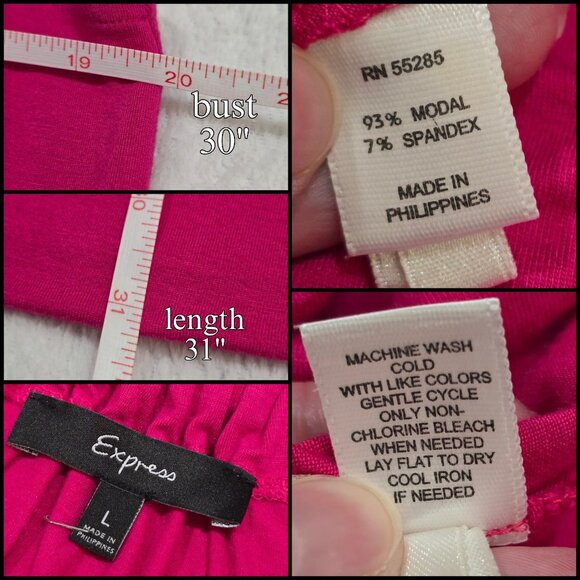 19
20
2
bust
30"
RN 55285
93% MODAL
7% SPANDEX
MADE IN
PHILIPPINES
0
31
length
31"
Express
L
MADE IN
PHILIPPINES
MACHINE WASH
COLD
WITH LIKE COLORS
GENTLE CYCLE
ONLY NON-
CHLORINE BLEACH
WHEN NEEDED
LAY FLAT TO DRY
COOL IRON
IF NEEDED